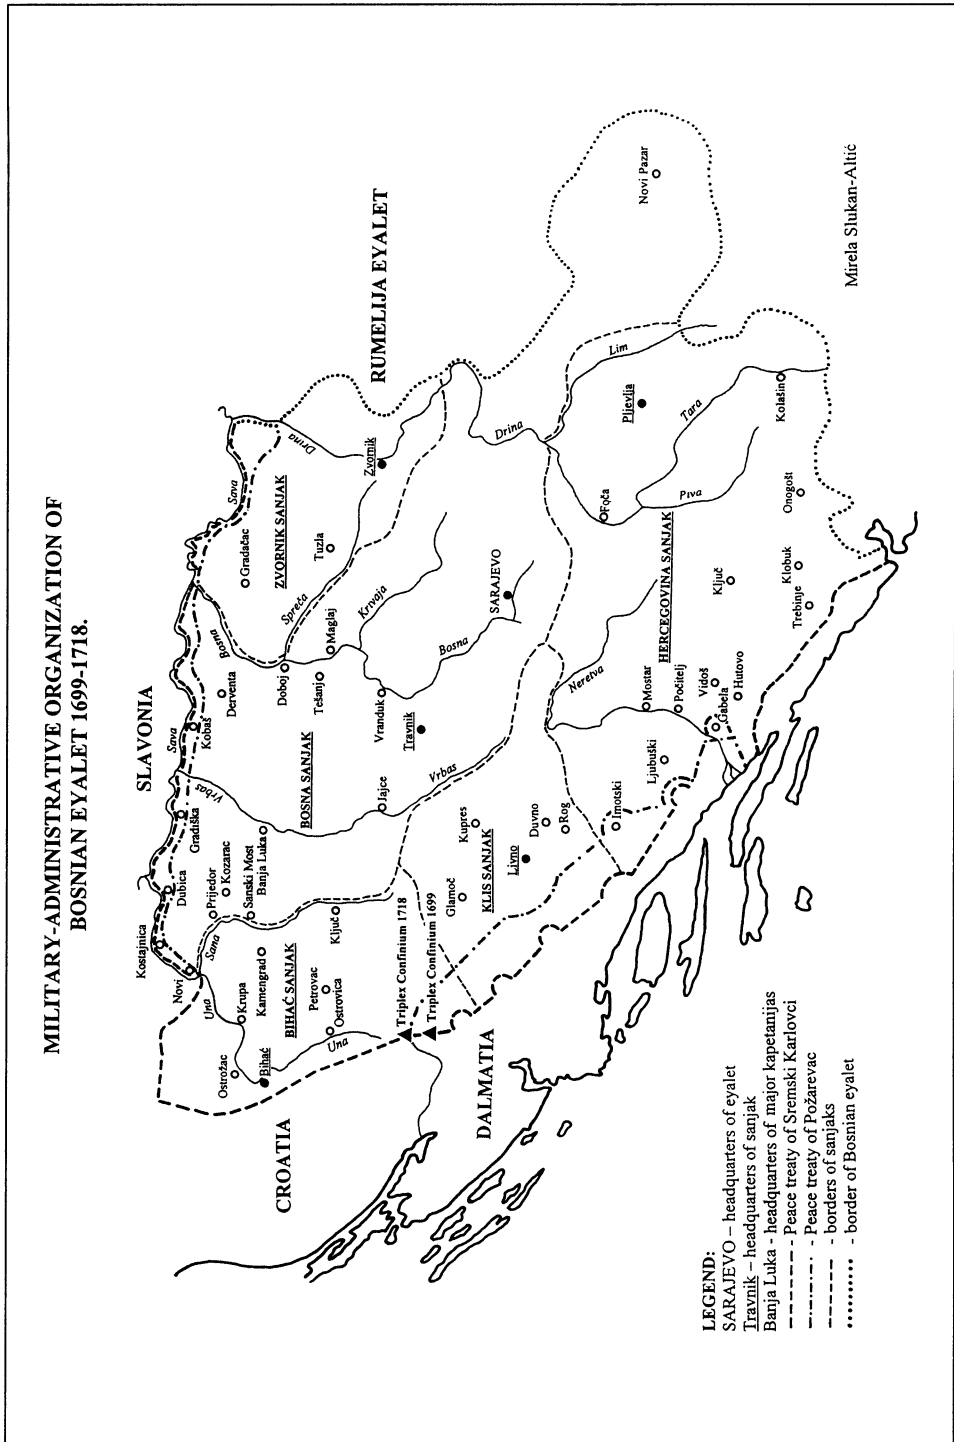 MILITARY-ADMINISTRATIVE ORGANIZATION OF
BOSNIAN EYALET 1699-1718.
SLAVONIA
RUMELIJA EYALET
CROATIA
DALMATIA
Kostajnica
Novi
Dubica
Gradiška
Kobaš
Sava
Sava
Vrbas
Bosna
Drina
Una
Sana
Prijedor
Kozarac
Sanski Most
Banja Luka
Derventa
Gradačac
Ostrožac
Krupa
Kamengrad
Bihać
BIHAĆ SANJAK
Petrovac
Ostrovica
Una
Ključ
BOSNA SANJAK
Doboj
Tešanj
Maglaj
Spreča
ZVORNIK SANJAK
Tuzla
Krivaja
Zvornik
Jajce
Vranduk
Travnik
Bosna
Vrbas
SARAJEVO
Drina
Triplex Confinium 1718
Triplex Confinium 1699
Glamoč
Kupres
KLIS SANJAK
Livno
Duvno
Rog
Imotski
Ljubuški
Neretva
Mostar
Počitelj
Vidoš
Gabela
Hutovo
HERCEGOVINA SANJAK
Ključ
Foča
Piva
Tara
Lim
Pljevlja
Novi Pazar
Kolašin
Onogošt
Klobuk
Trebinje
Mirela Slukan-Altić
LEGEND:
SARAJEVO – headquarters of eyalet
Travnik – headquarters of sanjak
Banja Luka - headquarters of major kapetanijas
- Peace treaty of Sremski Karlovci
- Peace treaty of Požarevac
- borders of sanjaks
- border of Bosnian eyalet